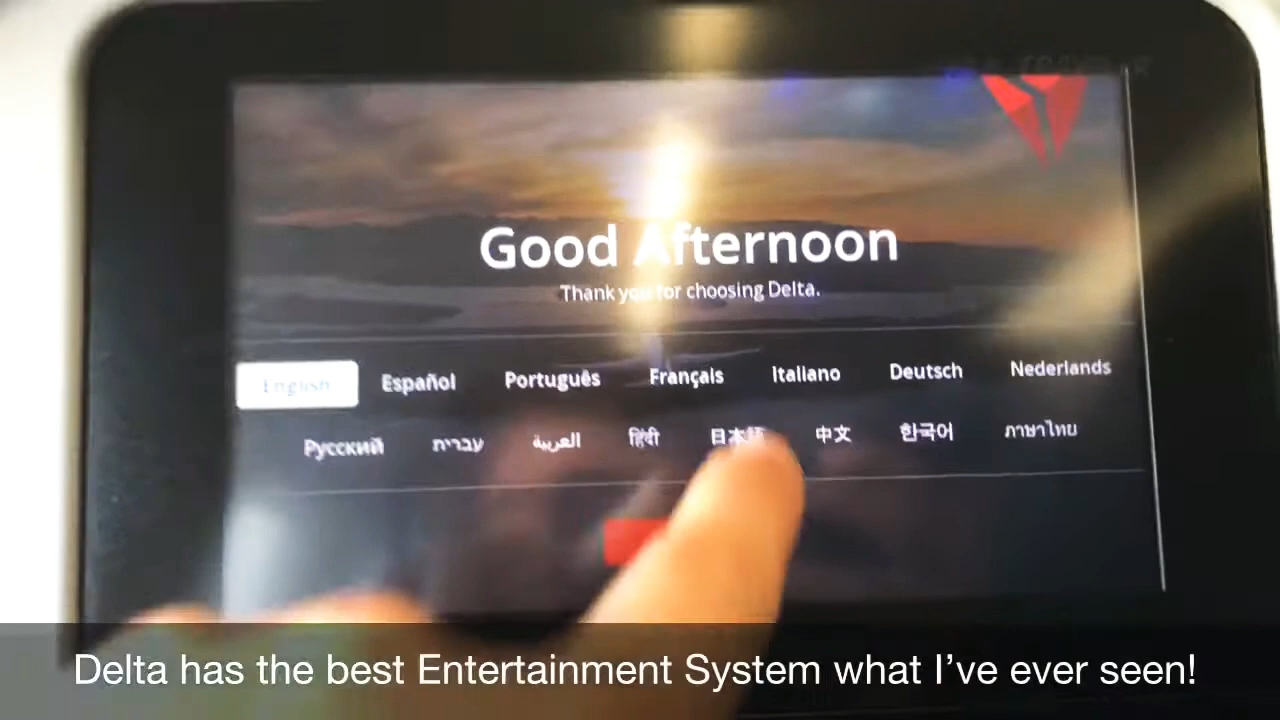 Good Afternoon
Thank you for choosing Delta.
English Español Português Français Italiano Deutsch Nederlands
Русский עברית العربية हिंदी 日本語 中文 한국어 ภาษาไทย
Delta has the best Entertainment System what I’ve ever seen!